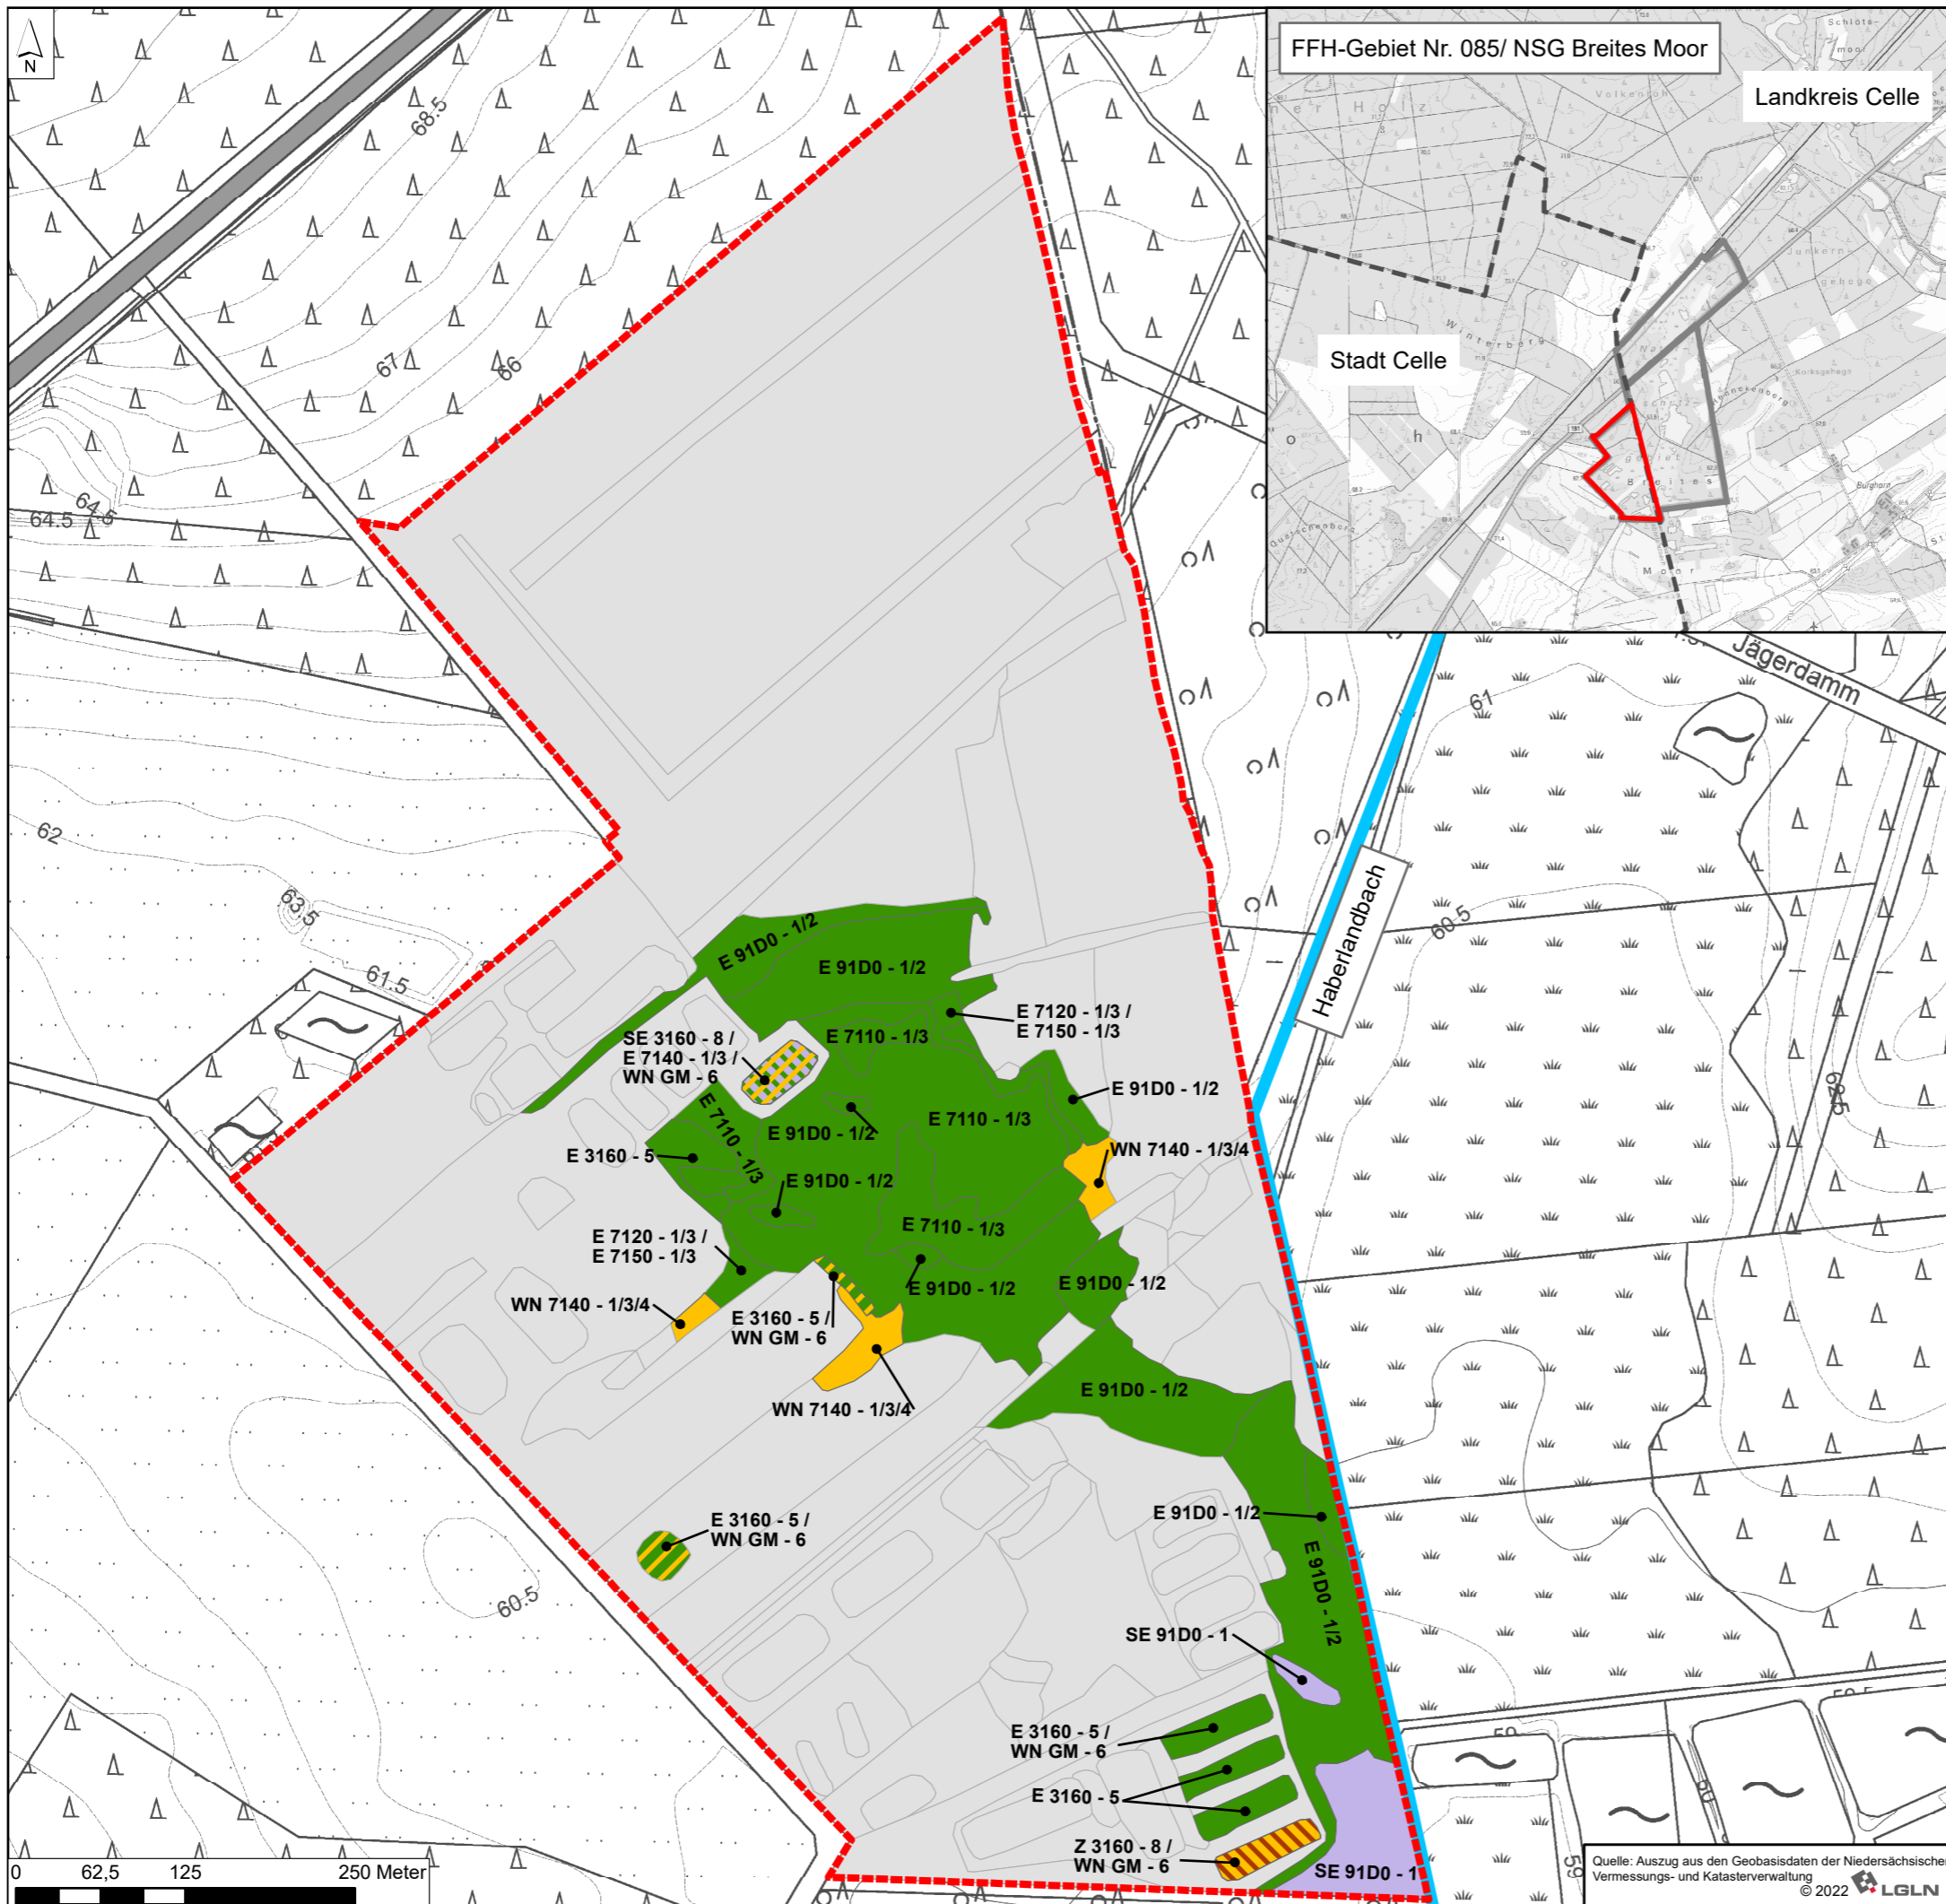 N
FFH-Gebiet Nr. 085/ NSG Breites Moor
Landkreis Celle
Stadt Celle
Winterberg
Breites
Moor
68.5
67
66
64.5
64.5
62
63.5
61.5
61
60.5
62.5
60.5
59
59
Jägerdamm
Haberlandbach
E 91D0 - 1/2
E 91D0 - 1/2
E 7120 - 1/3 /
E 7150 - 1/3
SE 3160 - 8 /
E 7140 - 1/3 /
WN GM - 6
E 7110 - 1/3
E 91D0 - 1/2
E 7110 - 1/3
E 7110 - 1/3
E 91D0 - 1/2
WN 7140 - 1/3/4
E 3160 - 5
E 91D0 - 1/2
E 7120 - 1/3 /
E 7150 - 1/3
E 7110 - 1/3
E 91D0 - 1/2
E 91D0 - 1/2
WN 7140 - 1/3/4
E 3160 - 5 /
WN GM - 6
WN 7140 - 1/3/4
E 91D0 - 1/2
E 3160 - 5 /
WN GM - 6
E 91D0 - 1/2
E 91D0 - 1/2
SE 91D0 - 1
E 3160 - 5 /
WN GM - 6
E 3160 - 5
Z 3160 - 8 /
WN GM - 6
SE 91D0 - 1
0 62,5 125 250 Meter
Quelle: Auszug aus den Geobasisdaten der Niedersächsischen
Vermessungs- und Katasterverwaltung
© 2022 LGLN